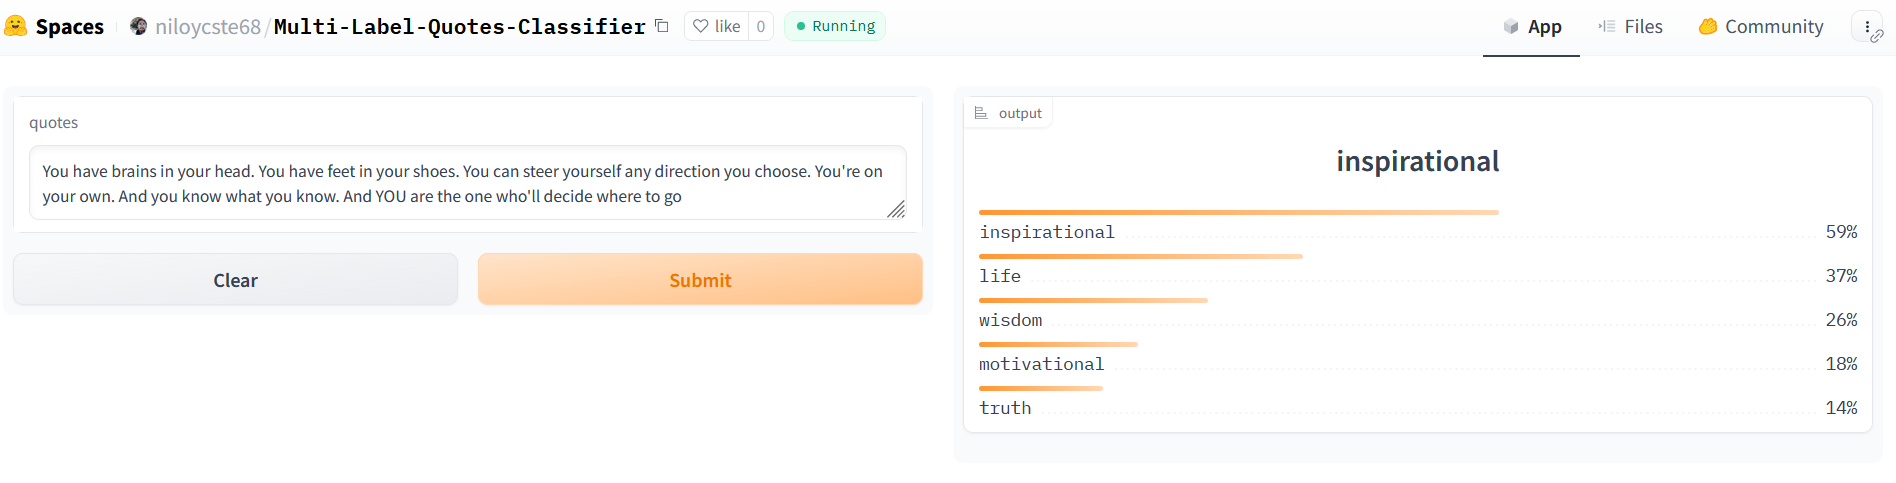 Spaces niloycste68/Multi-Label-Quotes-Classifier like 0 Running App Files Community
quotes
You have brains in your head. You have feet in your shoes. You can steer yourself any direction you choose. You're on
your own. And you know what you know. And YOU are the one who'll decide where to go
Clear Submit
output
inspirational
inspirational 59%
life 37%
wisdom 26%
motivational 18%
truth 14%